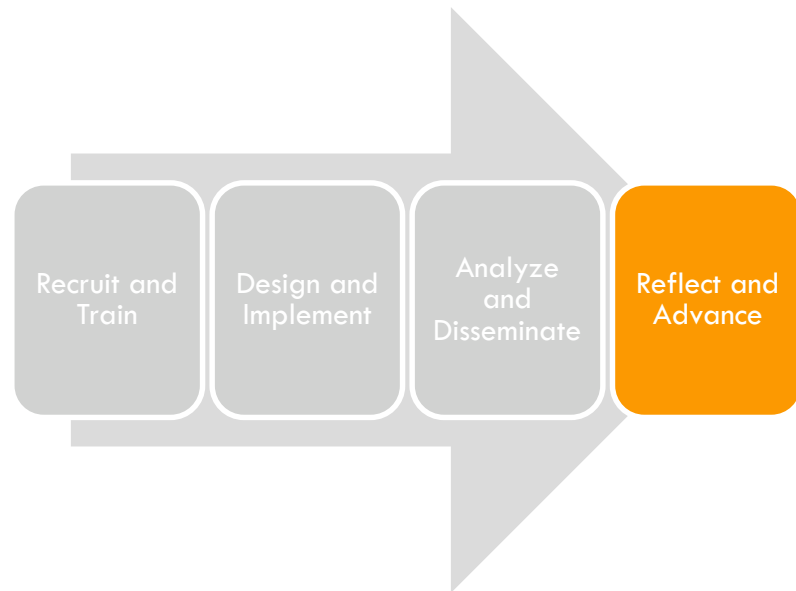 Recruit and
Train
Design and
Implement
Analyze
and
Disseminate
Reflect and
Advance